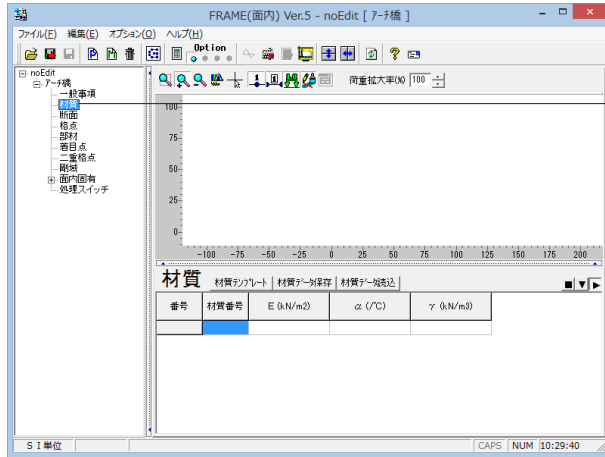 FRAME(面内) Ver.5 - noEdit [ アーチ橋 ]
ファイル(F) 編集(E) オプション(O) ヘルプ(H)
Option
noEdit
アーチ橋
一般事項
材質
断面
格点
部材
着目点
二重格点
剛域
面内固有
処理スイッチ
荷重拡大率(%) 100
100
75
50
25
0
-100 -75 -50 -25 0 25 50 75 100 125 150 175 200
材質 材質テンプレート 材質データ保存 材質データ読込
番号 材質番号 E (kN/m2) α (/℃) γ (kN/m3)
SI単位 CAPS NUM 10:29:40